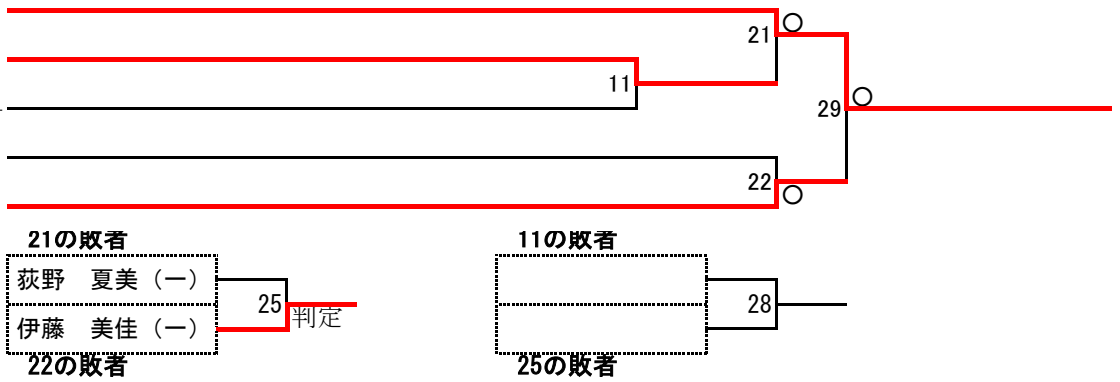 21
11
29
22
21の敗者
11の敗者
荻野　夏美（一）
25
28
伊藤　美佳（一）
判定
22の敗者
25の敗者